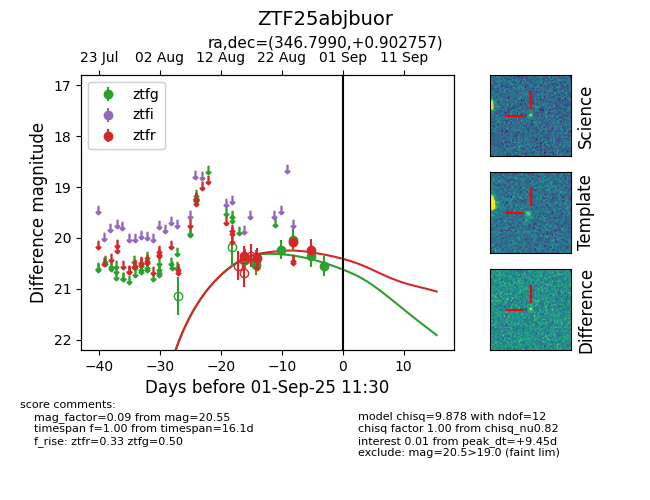 ZTF25abjbuor
ra,dec=(346.7990,+0.902757)
23 Jul 02 Aug 12 Aug 22 Aug 01 Sep 11 Sep
17
18
19
20
21
22
Difference magnitude
ztfg
ztfi
ztfr
−40 −30 −20 −10 0 10
Days before 01-Sep-25 11:30
Science
Template
Difference
score comments:
mag_factor=0.09 from mag=20.55
timespan f=1.00 from timespan=16.1d
f_rise: ztfr=0.33 ztfg=0.50
model chisq=9.878 with ndof=12
chisq factor 1.00 from chisq_nu0.82
interest 0.01 from peak_dt=+9.45d
exclude: mag=20.5>19.0 (faint lim)